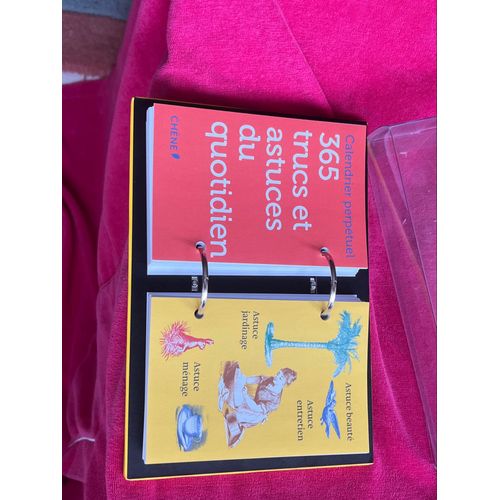 Calendrier perpétuel
365
trucs et
astuces
du
quotidien
CHÊNE
Astuce beauté
Astuce
entretien
Astuce
jardinage
Astuce
ménage